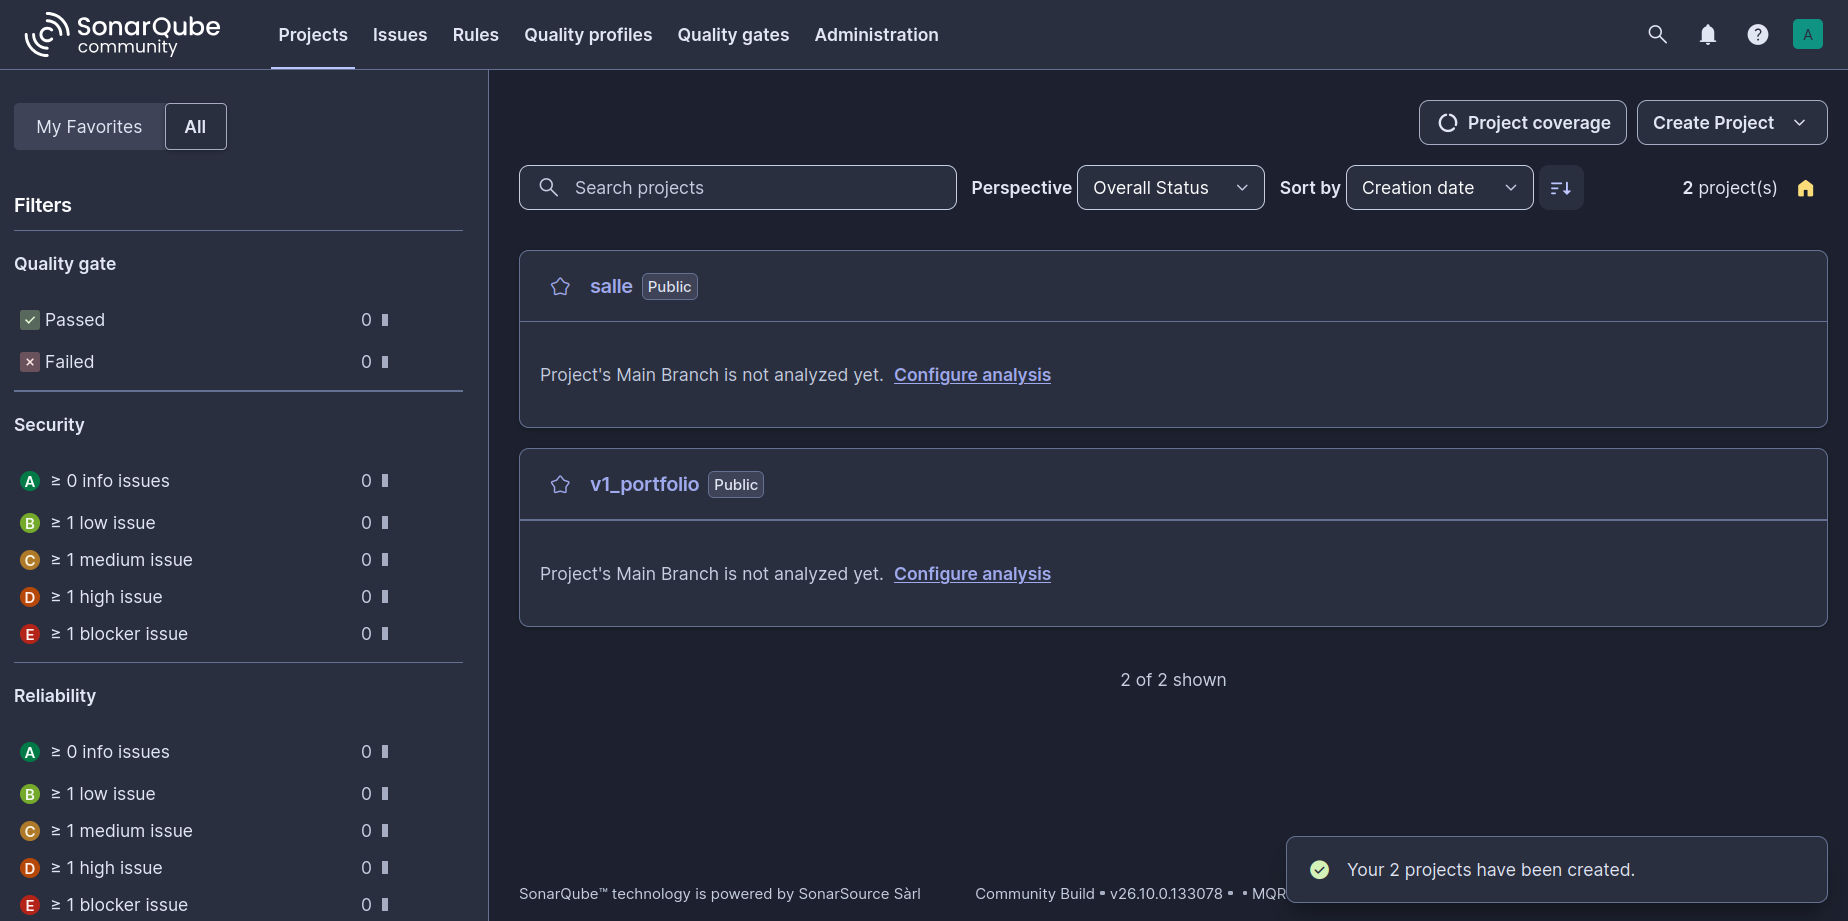 SonarQube
community
Projects
Issues
Rules
Quality profiles
Quality gates
Administration
A
My Favorites
All
Project coverage
Create Project
Search projects
Perspective
Overall Status
Sort by
Creation date
2 project(s)
Filters
Quality gate
Passed 0
Failed 0
Security
A ≥ 0 info issues 0
B ≥ 1 low issue 0
C ≥ 1 medium issue 0
D ≥ 1 high issue 0
E ≥ 1 blocker issue 0
Reliability
A ≥ 0 info issues 0
B ≥ 1 low issue 0
C ≥ 1 medium issue 0
D ≥ 1 high issue 0
E ≥ 1 blocker issue 0
salle Public
Project's Main Branch is not analyzed yet. Configure analysis
v1_portfolio Public
Project's Main Branch is not analyzed yet. Configure analysis
2 of 2 shown
Your 2 projects have been created.
SonarQube™ technology is powered by SonarSource Sàrl
Community Build • v26.10.0.133078 • • MQR